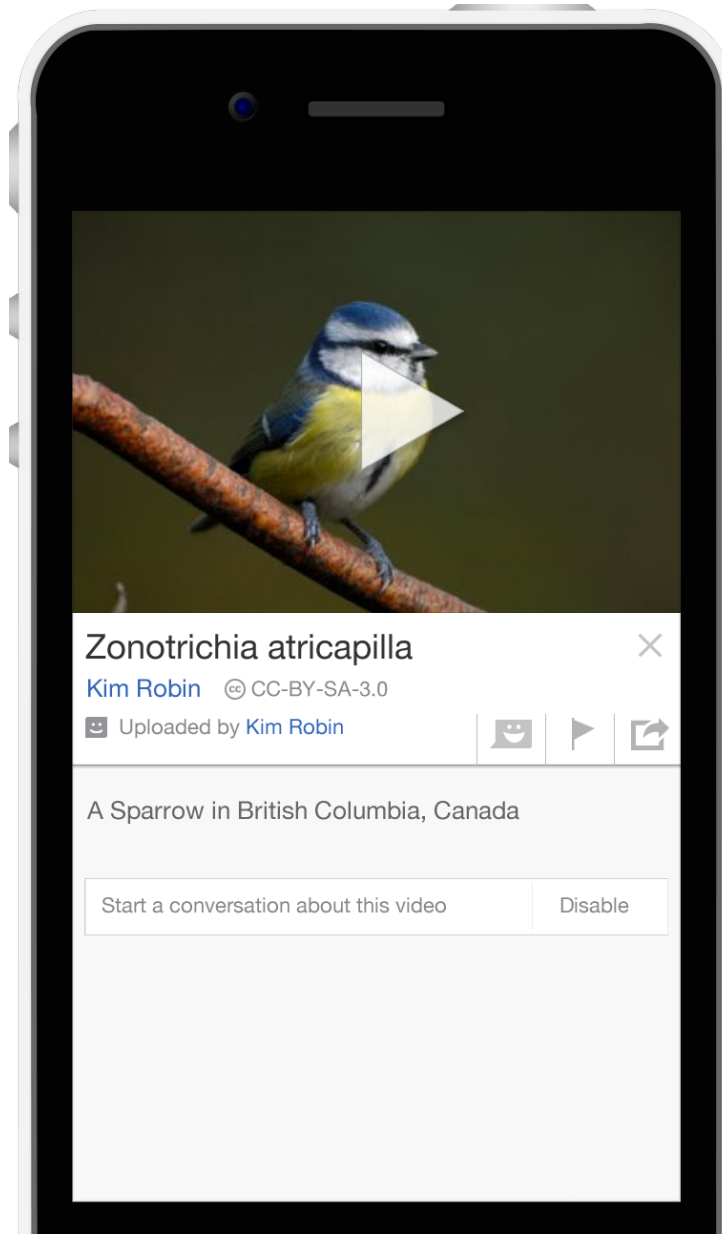 Zonotrichia atricapilla
Kim Robin cc CC-BY-SA-3.0
Uploaded by Kim Robin
A Sparrow in British Columbia, Canada
Start a conversation about this video Disable